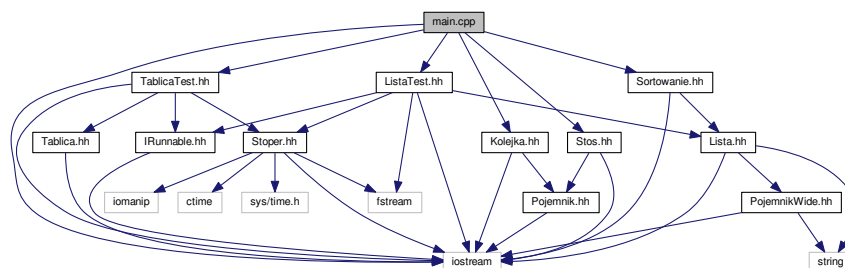 main.cpp
TablicaTest.hh
ListaTest.hh
Sortowanie.hh
Tablica.hh
IRunnable.hh
Stoper.hh
Kolejka.hh
Stos.hh
Lista.hh
iomanip
ctime
sys/time.h
fstream
Pojemnik.hh
PojemnikWide.hh
iostream
string